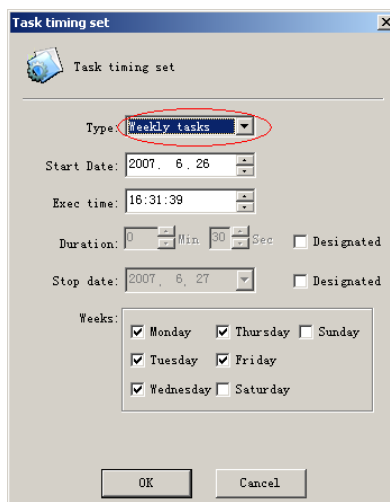 Task timing set
Task timing set
Type: Weekly tasks
Start Date: 2007. 6.26
Exec time: 16:31:39
Duration: 0 Min 30 Sec Designated
Stop date: 2007. 6.27 Designated
Weeks:
Monday Thursday Sunday
Tuesday Friday
Wednesday Saturday
OK Cancel